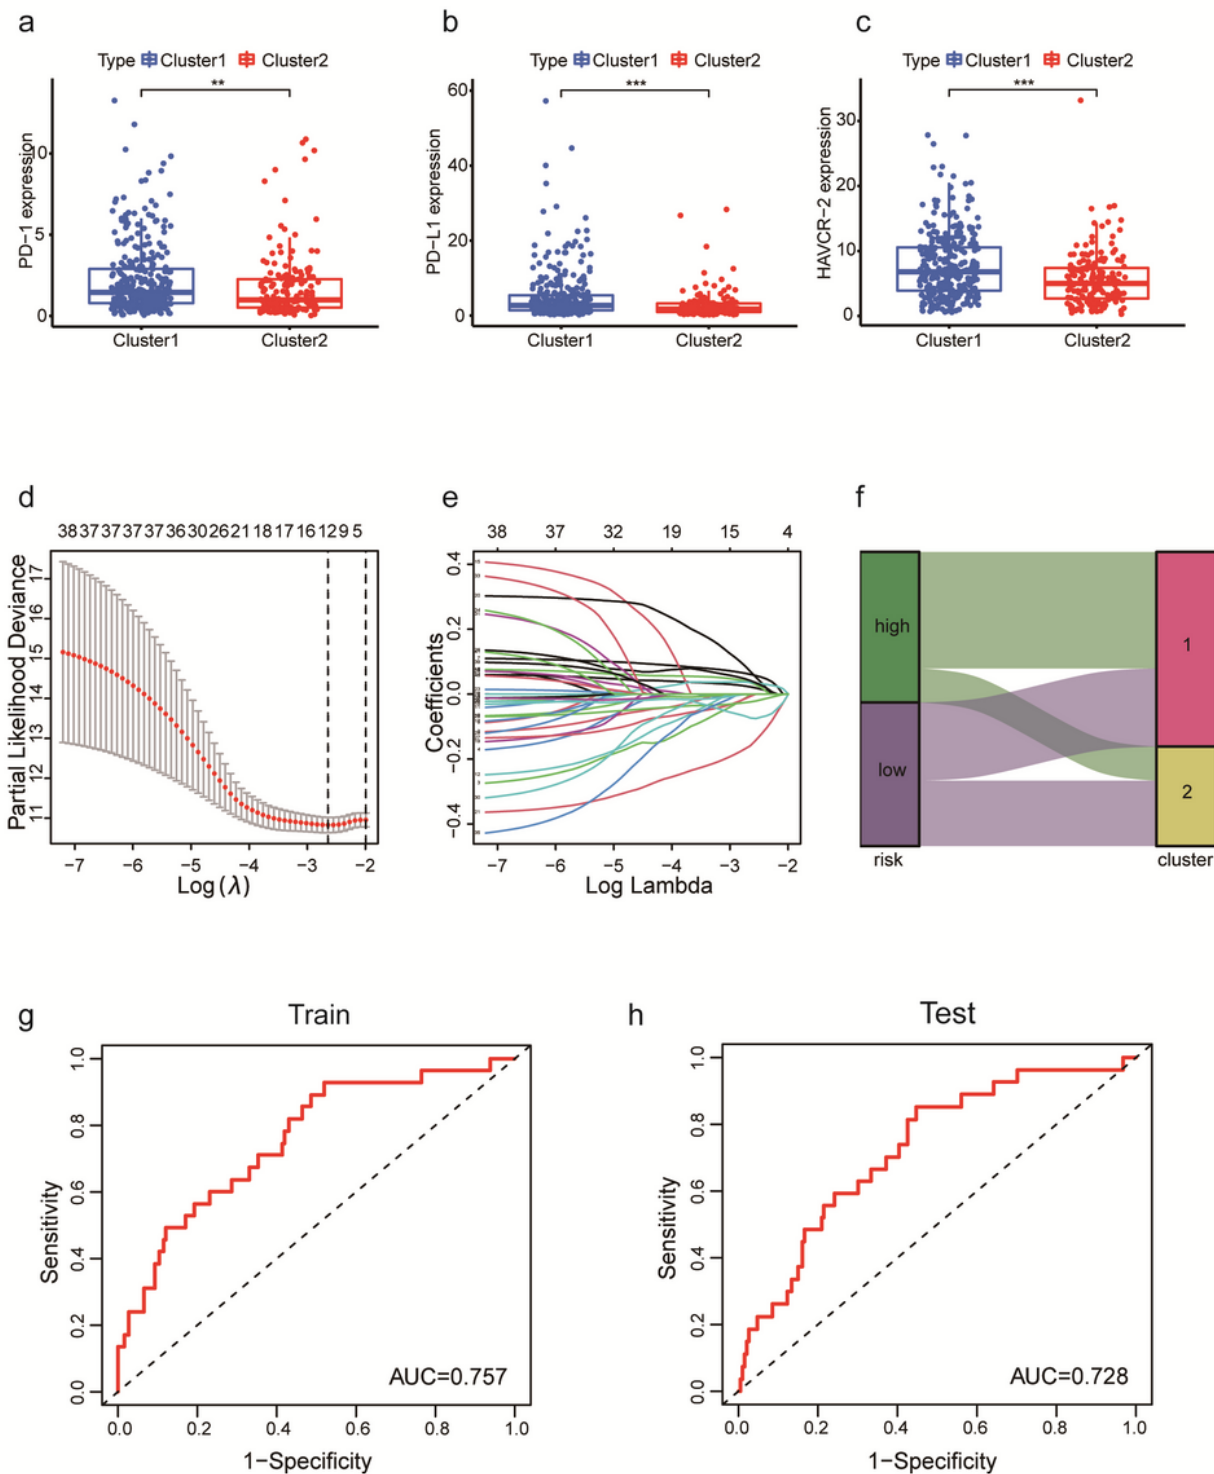 a
b
c
Type Cluster1 Cluster2
Type Cluster1 Cluster2
Type Cluster1 Cluster2
**
***
***
PD−1 expression
0
5
0
PD−L1 expression
60
40
20
0
HAVCR−2 expression
30
20
10
0
Cluster1 Cluster2
Cluster1 Cluster2
Cluster1 Cluster2
d
e
f
38 37 37 37 37 36 30 26 21 18 17 16 12 9 5
Partial Likelihood Deviance
17
16
15
14
13
12
11
−7 −6 −5 −4 −3 −2
Log (λ)
38 37 32 19 15 4
Coefficients
0.4
0.2
0.0
−0.2
−0.4
−7 −6 −5 −4 −3 −2
Log Lambda
high
low
risk
1
2
cluster
g
Train
Sensitivity
1.0
0.8
0.6
0.4
0.2
0.0
AUC=0.757
0.0 0.2 0.4 0.6 0.8 1.0
1−Specificity
h
Test
Sensitivity
1.0
0.8
0.6
0.4
0.2
0.0
AUC=0.728
0.0 0.2 0.4 0.6 0.8 1.0
1−Specificity